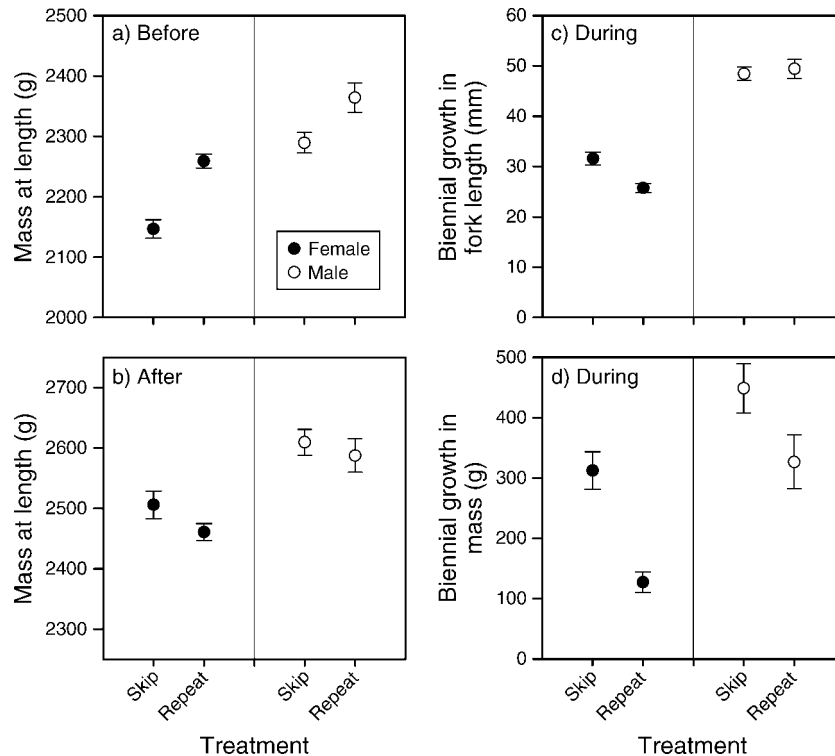 a) Before
Mass at length (g)
2500
2400
2300
2200
2100
2000
Female
Male
c) During
Biennial growth in
fork length (mm)
60
50
40
30
20
10
0
b) After
Mass at length (g)
2700
2600
2500
2400
2300
Skip
Repeat
Skip
Repeat
Treatment
d) During
Biennial growth in
mass (g)
500
400
300
200
100
0
Skip
Repeat
Skip
Repeat
Treatment